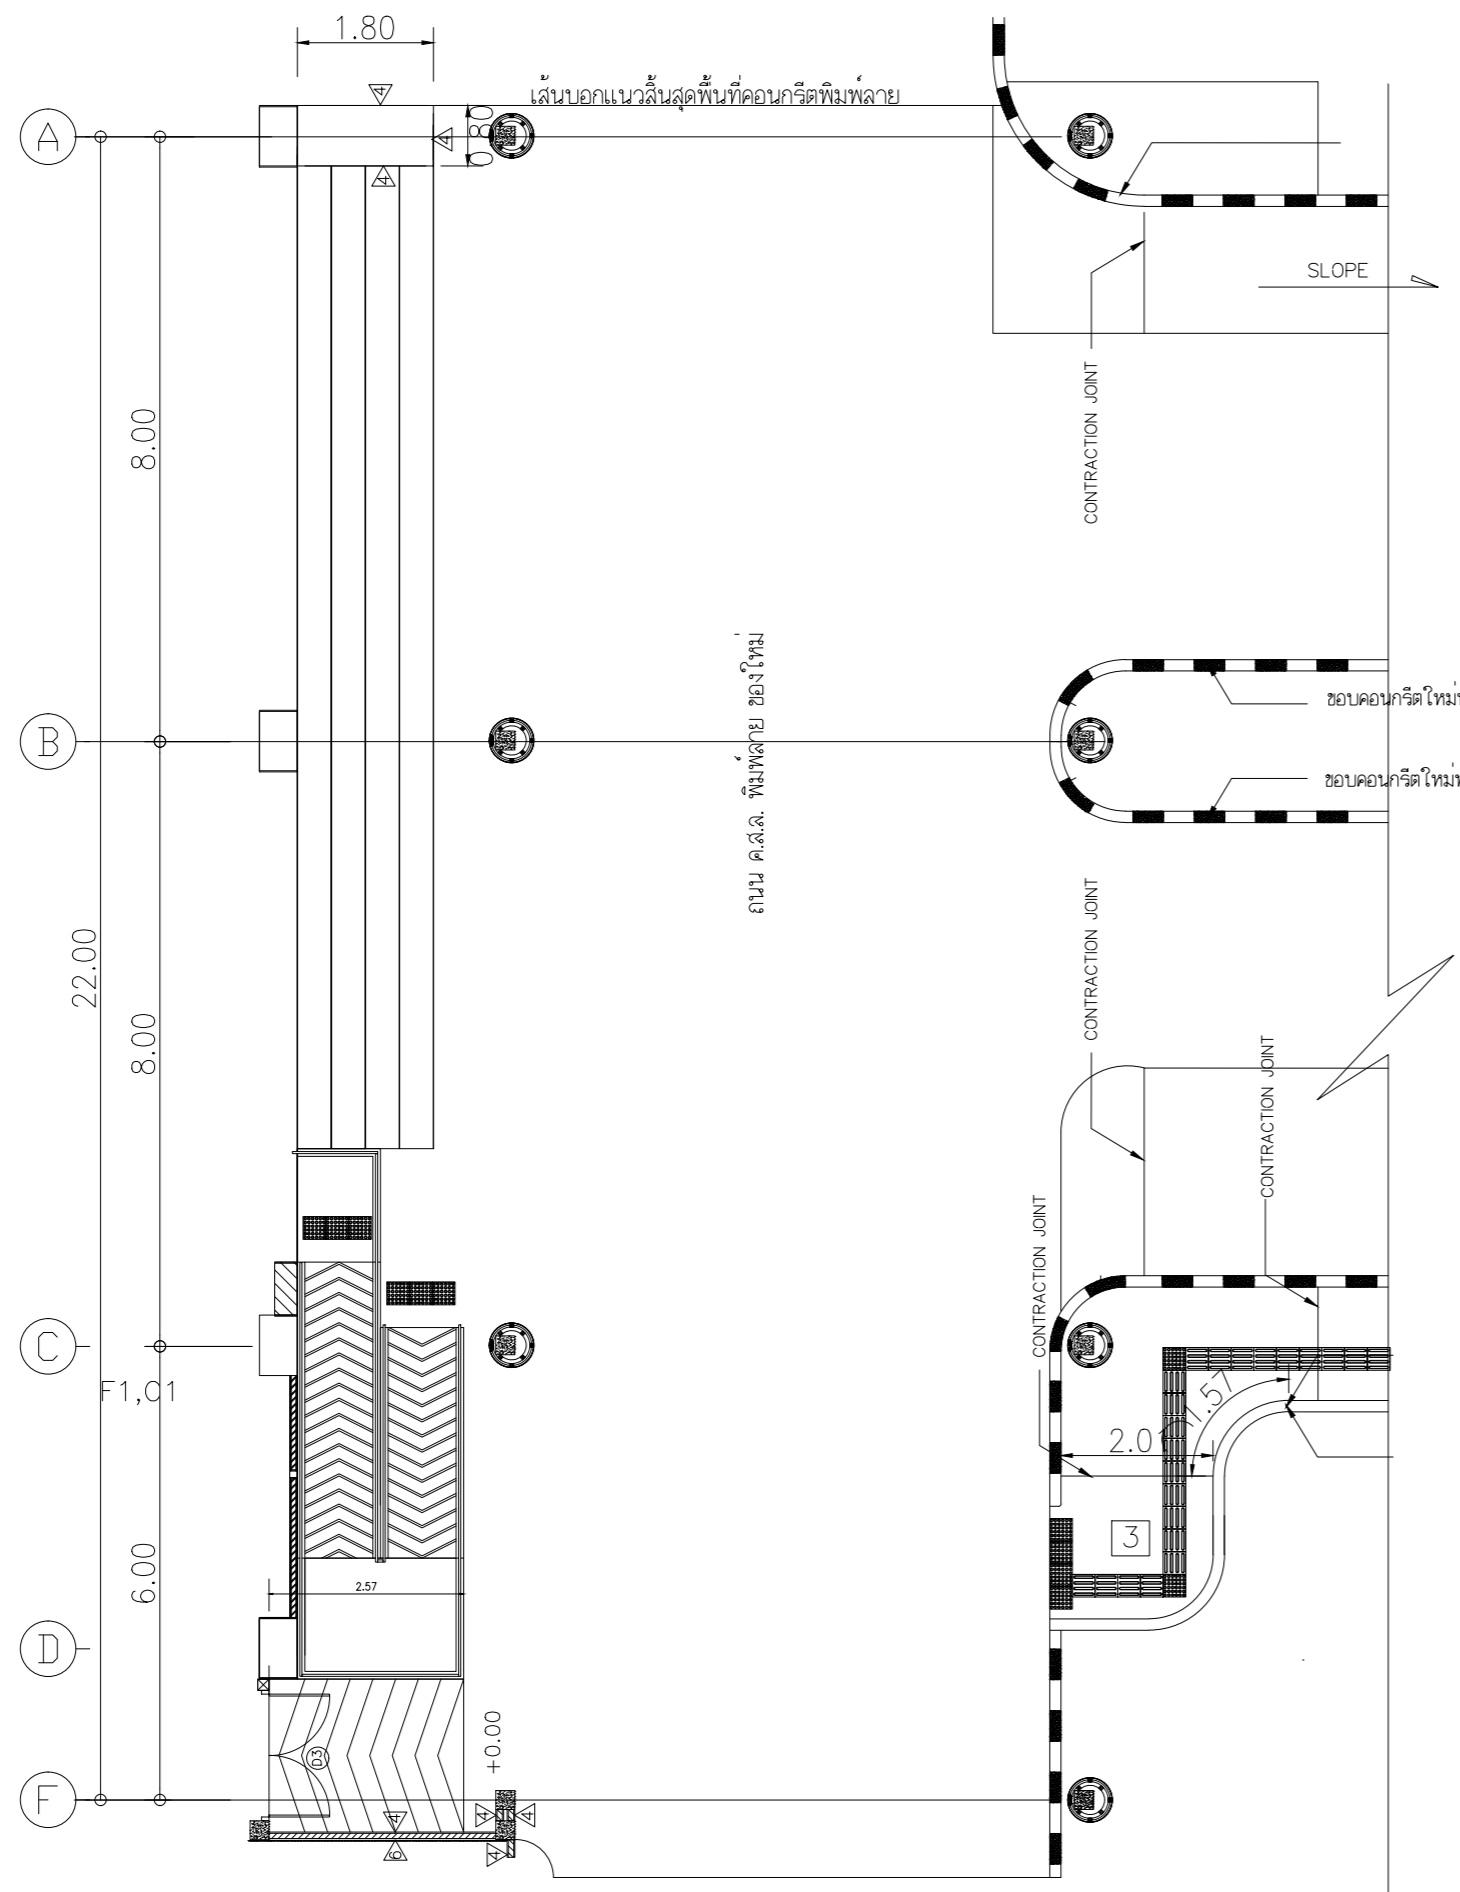 1.80
เส้นบอกแนวสิ้นสุดพื้นที่คอนกรีตพิมพ์ลาย
4
0.80
A
4
4
SLOPE
8.00
CONTRACTION JOINT
ถนน ค.ส.ล. พิมพ์ลาย ของใหม่
ขอบคอนกรีตใหม่
B
ขอบคอนกรีตใหม่
22.00
8.00
CONTRACTION JOINT
CONTRACTION JOINT
CONTRACTION JOINT
C
F1,C1
1.57
2.0
3
6.00
2.57
D
+0.00
D3
F
4
4
4
6
4